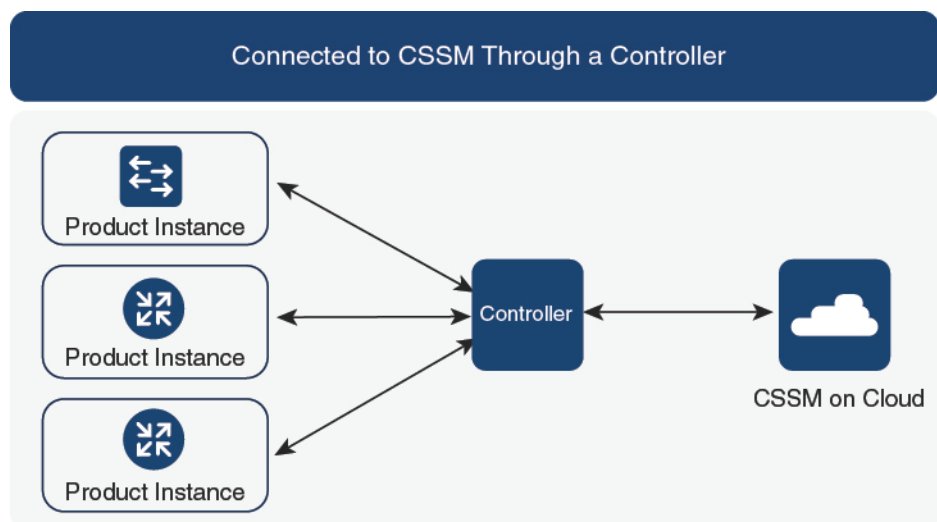 Connected to CSSM Through a Controller
Product Instance
Product Instance
Product Instance
Controller
CSSM on Cloud